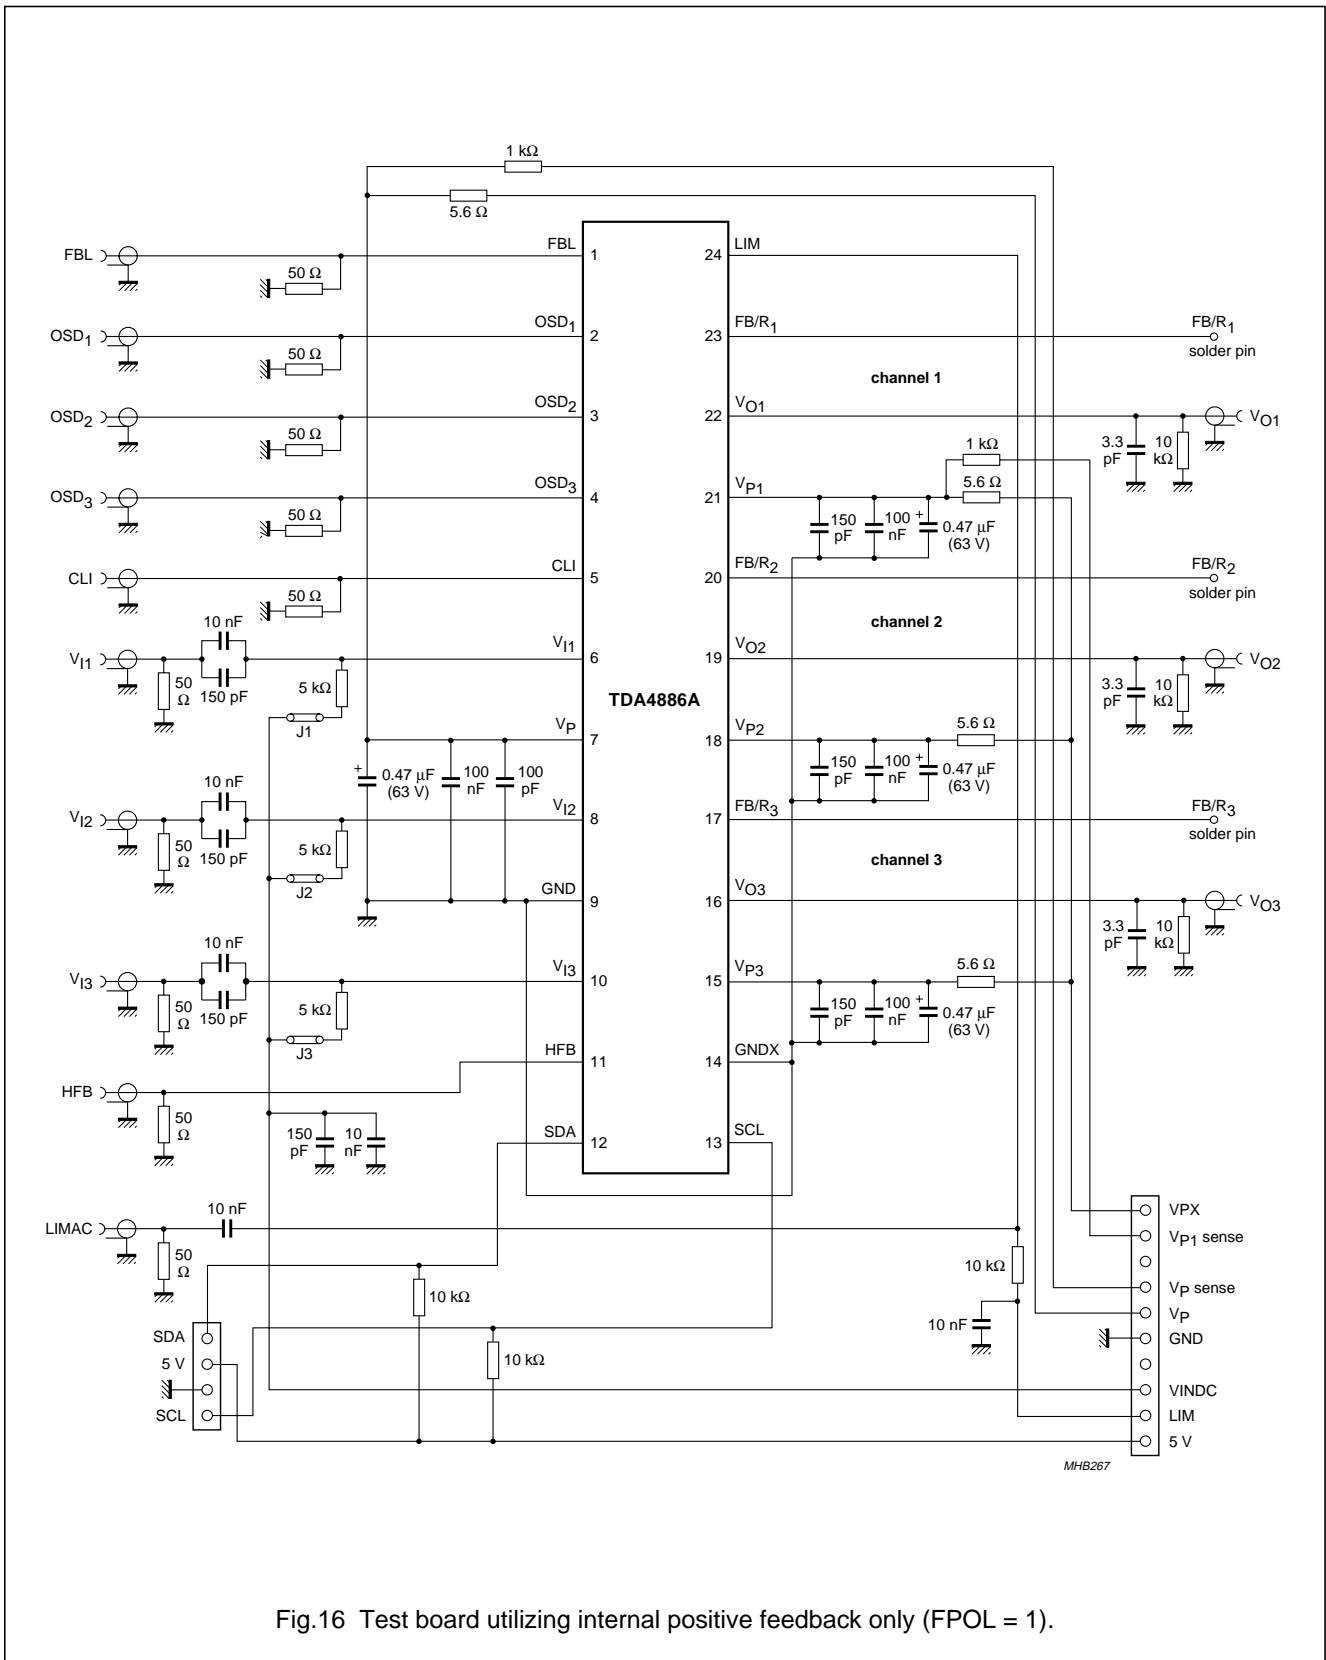 1 kΩ
5.6 Ω
FBL
50 Ω
FBL
1
24
LIM
OSD1
50 Ω
OSD1
2
23
FB/R1
FB/R1
solder pin
channel 1
OSD2
50 Ω
OSD2
3
22
VO1
3.3 pF
10 kΩ
VO1
1 kΩ
OSD3
50 Ω
OSD3
4
21
VP1
5.6 Ω
150 pF
100 nF
+
0.47 μF (63 V)
CLI
50 Ω
CLI
5
20
FB/R2
FB/R2
solder pin
channel 2
VI1
50 Ω
10 nF
150 pF
5 kΩ
J1
VI1
6
19
VO2
3.3 pF
10 kΩ
VO2
TDA4886A
VP
7
+
0.47 μF (63 V)
100 nF
100 pF
18
VP2
5.6 Ω
150 pF
100 nF
+
0.47 μF (63 V)
VI2
50 Ω
10 nF
150 pF
5 kΩ
J2
VI2
8
17
FB/R3
FB/R3
solder pin
channel 3
GND
9
16
VO3
3.3 pF
10 kΩ
VO3
VI3
50 Ω
10 nF
150 pF
5 kΩ
J3
VI3
10
15
VP3
5.6 Ω
150 pF
100 nF
+
0.47 μF (63 V)
HFB
50 Ω
HFB
11
14
GNDX
150 pF
10 nF
SDA
12
13
SCL
LIMAC
50 Ω
10 nF
10 kΩ
10 kΩ
10 kΩ
10 nF
SDA
5 V
SCL
VPX
VP1 sense
VP sense
VP
GND
VINDC
LIM
5 V
MHB267
Fig.16 Test board utilizing internal positive feedback only (FPOL = 1).